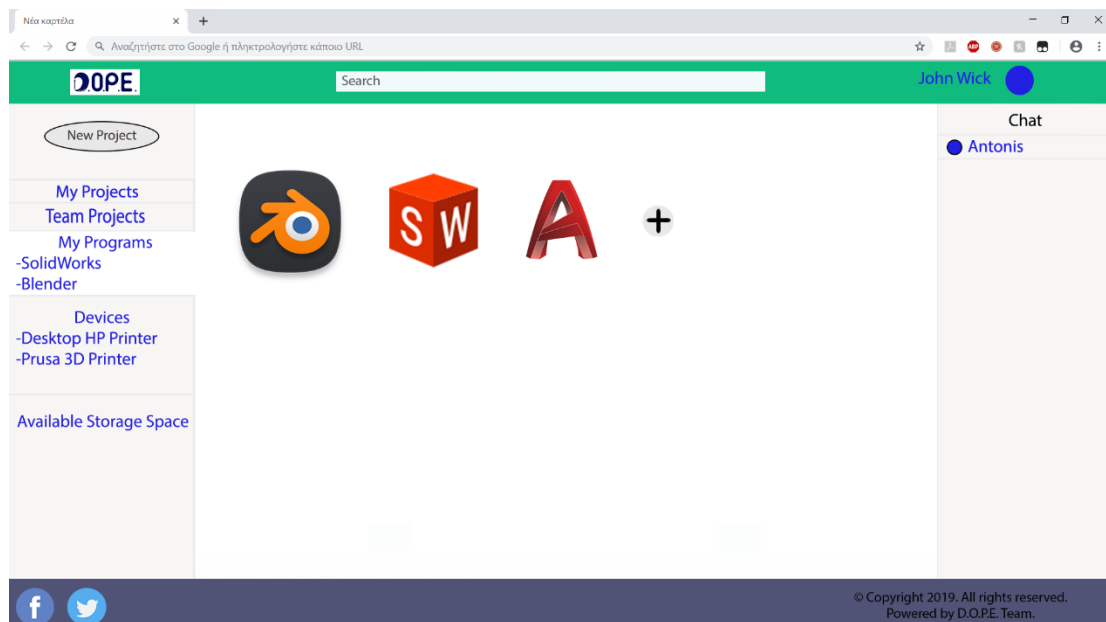 Νέα καρτέλα
Αναζητήστε στο Google ή πληκτρολογήστε κάποιο URL
ABP
D.O.P.E.
Search
John Wick
New Project
Chat
Antonis
My Projects
Team Projects
My Programs
-SolidWorks
-Blender
S W
A
Devices
-Desktop HP Printer
-Prusa 3D Printer
Available Storage Space
f
© Copyright 2019. All rights reserved.
Powered by D.O.P.E. Team.